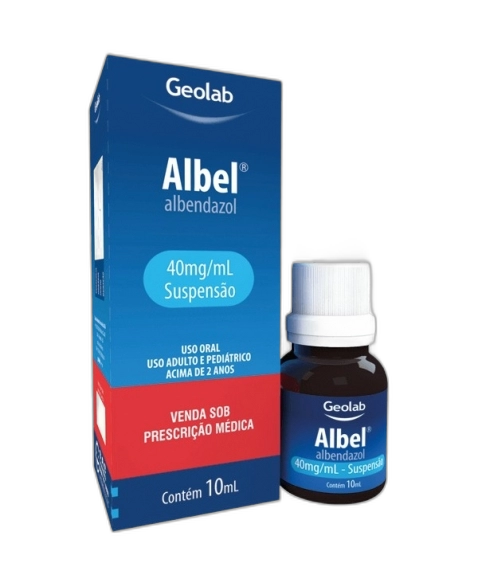 Geolab
Albel®
albendazol
40mg/mL
Suspensão
USO ORAL
USO ADULTO E PEDIÁTRICO
ACIMA DE 2 ANOS
VENDA SOB
PRESCRIÇÃO MÉDICA
Contém 10mL
Geolab
Albel®
albendazol
40mg/mL - Suspensão
Contém 10mL